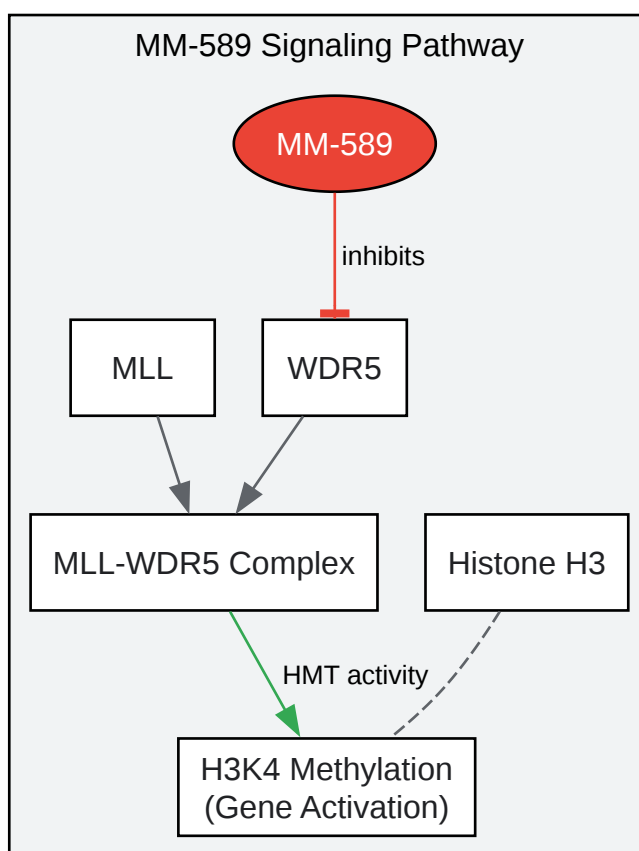 MM-589 Signaling Pathway
MM-589
inhibits
MLL
WDR5
MLL-WDR5 Complex
Histone H3
HMT activity
H3K4 Methylation
(Gene Activation)